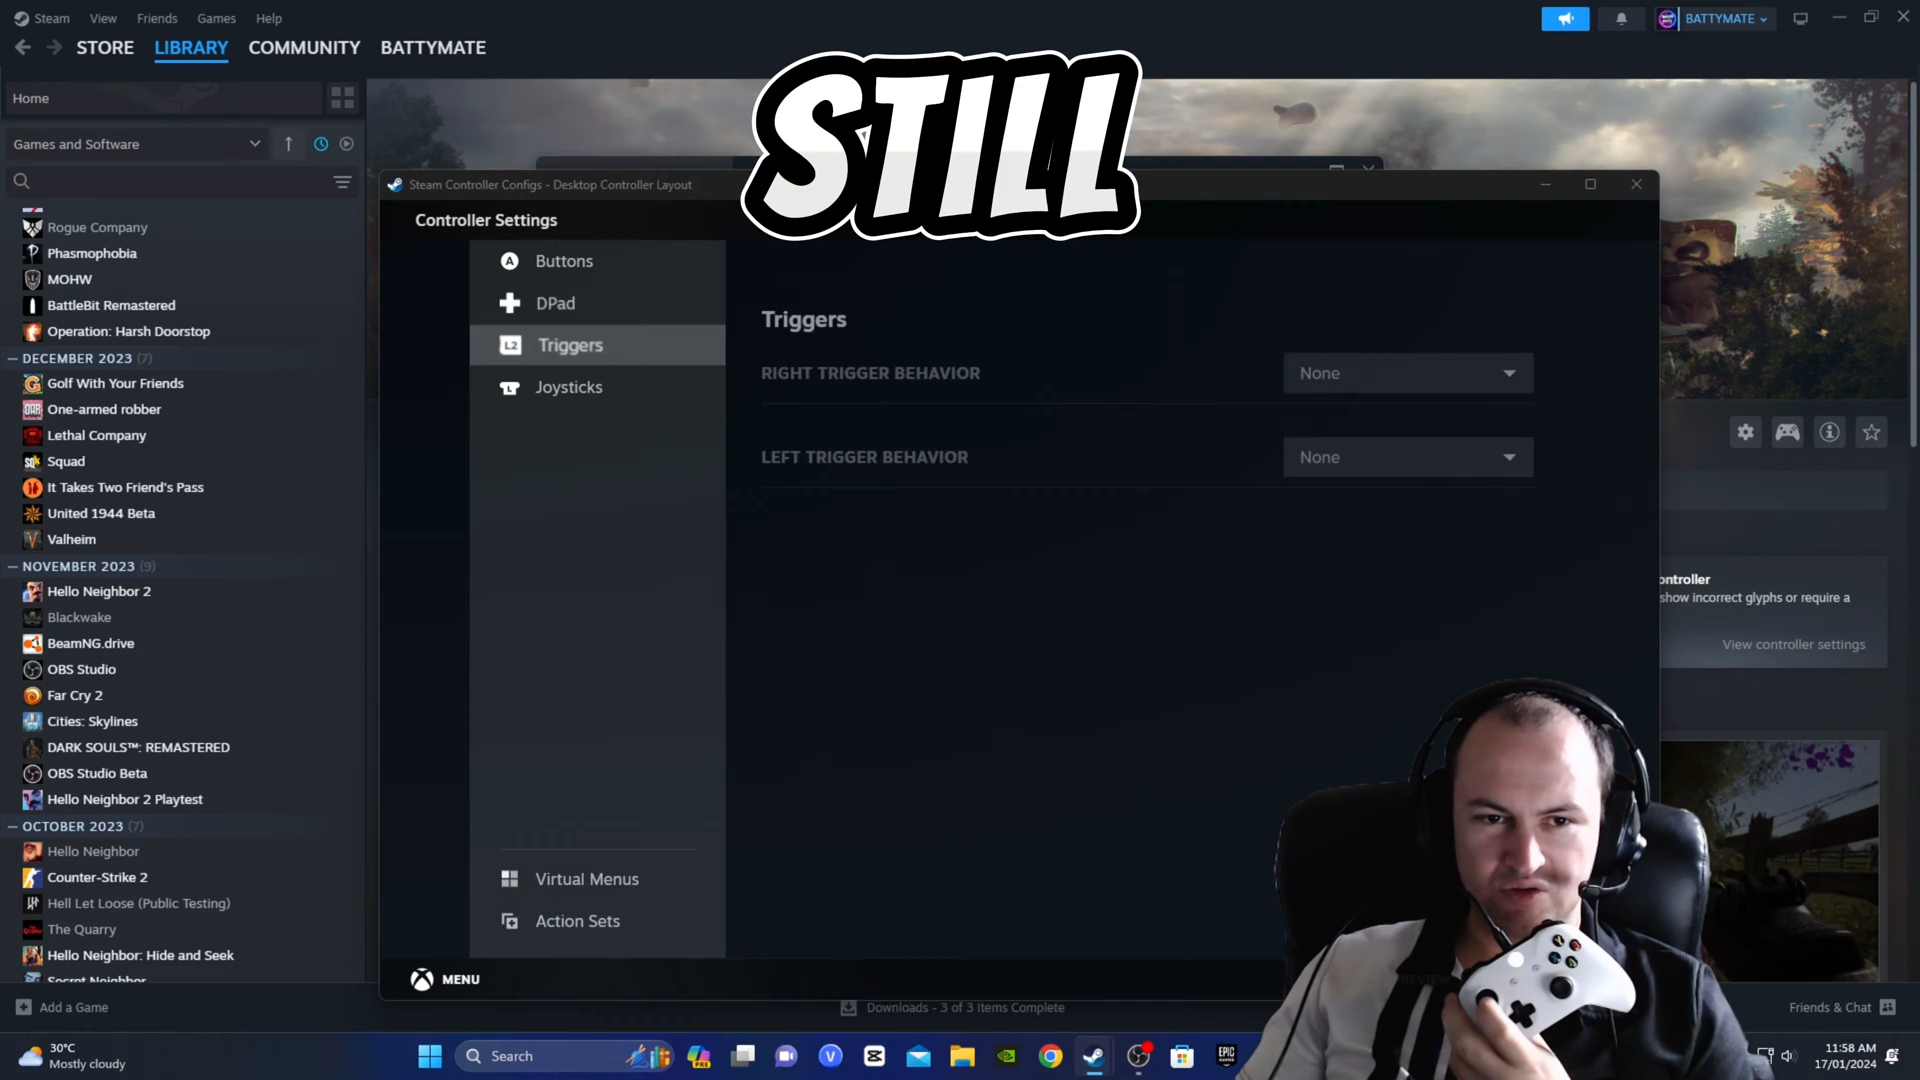 Steam View Friends Games Help
BATTYMATE
STORE LIBRARY COMMUNITY BATTYMATE
STILL
Home
Games and Software
Steam Controller Configs - Desktop Controller Layout
Controller Settings
Rogue Company
Phasmophobia
MOHW
BattleBit Remastered
Operation: Harsh Doorstop
DECEMBER 2023 (7)
Golf With Your Friends
One-armed robber
Lethal Company
Squad
It Takes Two Friend's Pass
United 1944 Beta
Valheim
NOVEMBER 2023 (9)
Hello Neighbor 2
Blackwake
BeamNG.drive
OBS Studio
Far Cry 2
Cities: Skylines
DARK SOULS™: REMASTERED
OBS Studio Beta
Hello Neighbor 2 Playtest
OCTOBER 2023 (7)
Hello Neighbor
Counter-Strike 2
Hell Let Loose (Public Testing)
The Quarry
Hello Neighbor: Hide and Seek
Secret Neighbor
A Buttons
DPad
L2 Triggers
L Joysticks
Virtual Menus
Action Sets
Triggers
RIGHT TRIGGER BEHAVIOR None
LEFT TRIGGER BEHAVIOR None
MENU
ontroller
show incorrect glyphs or require a
View controller settings
Add a Game
Downloads - 3 of 3 Items Complete
Friends & Chat
30°C
Mostly cloudy
Search
PRE
V
EPIC
GAMES
11:58 AM
17/01/2024